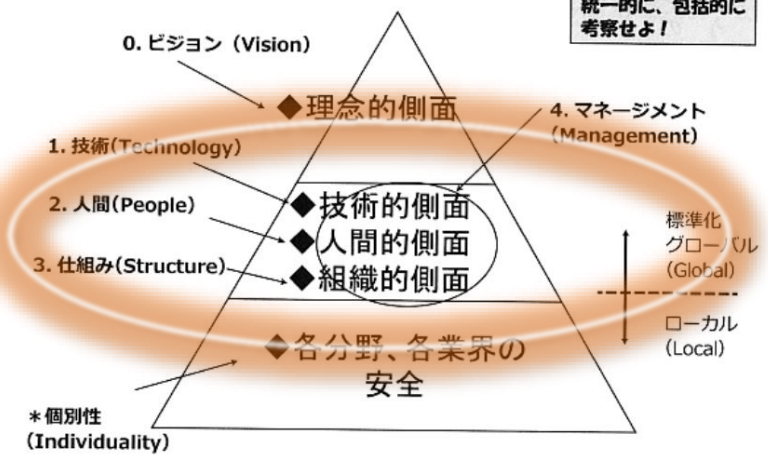 統一的に、包括的に
考察せよ！
0. ビジョン（Vision）
◆理念的側面
4. マネージメント
（Management）
1. 技術（Technology）
◆技術的側面
2. 人間（People）
◆人間的側面
3. 仕組み（Structure）
◆組織的側面
標準化
グローバル
（Global）
ローカル
（Local）
◆各分野、各業界の
安全
＊個別性
（Individuality）